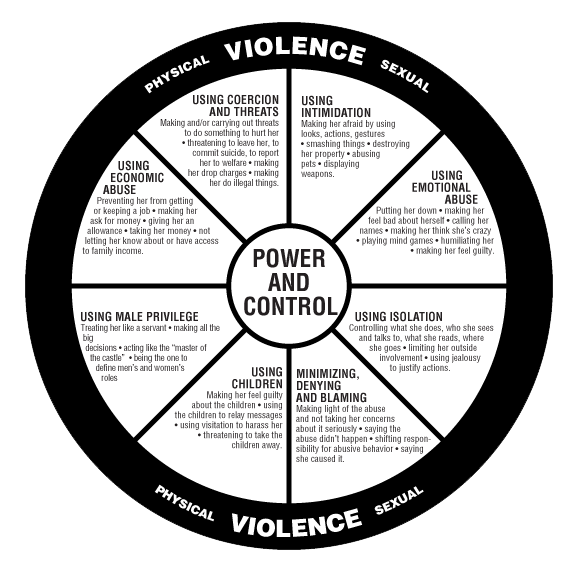 PHYSICAL VIOLENCE SEXUAL
USING COERCION
AND THREATS
Making and/or carrying out threats
to do something to hurt her
• threatening to leave her, to
commit suicide, to report
her to welfare • making
her drop charges • making
her do illegal things.
USING
INTIMIDATION
Making her afraid by using
looks, actions, gestures
• smashing things • destroying
her property • abusing
pets • displaying
weapons.
USING
ECONOMIC
ABUSE
Preventing her from getting
or keeping a job • making her
ask for money • giving her an
allowance • taking her money • not
letting her know about or have access
to family income.
USING
EMOTIONAL
ABUSE
Putting her down • making her
feel bad about herself • calling her
names • making her think she's crazy
• playing mind games • humiliating her
• making her feel guilty.
POWER
AND
CONTROL
USING MALE PRIVILEGE
Treating her like a servant • making all the
big
decisions • acting like the “master of
the castle” • being the one to
define men's and women's
roles
USING ISOLATION
Controlling what she does, who she sees
and talks to, what she reads, where
she goes • limiting her outside
involvement • using jealousy
to justify actions.
USING
CHILDREN
Making her feel guilty
about the children • using
the children to relay messages
• using visitation to harass her
• threatening to take the
children away.
MINIMIZING,
DENYING
AND BLAMING
Making light of the abuse
and not taking her concerns
about it seriously • saying the
abuse didn't happen • shifting respon-
sibility for abusive behavior • saying
she caused it.
PHYSICAL VIOLENCE SEXUAL